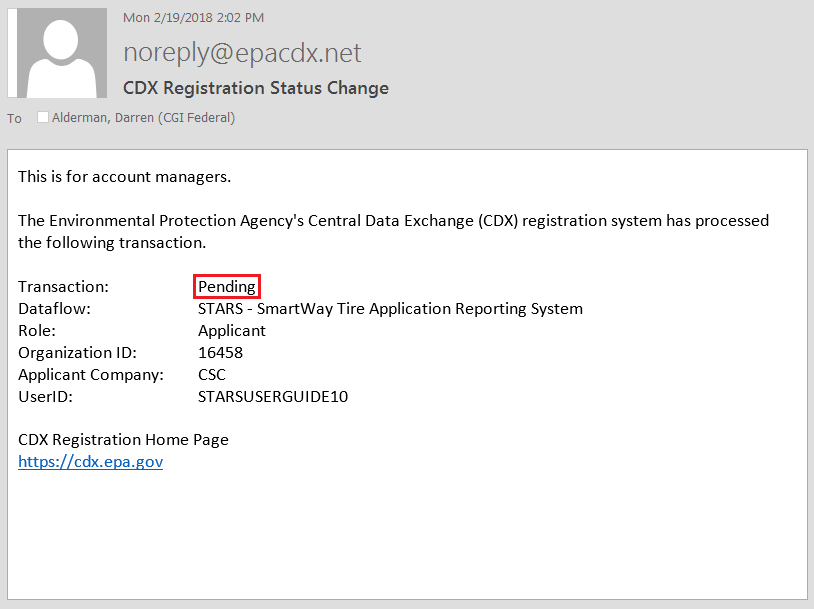 Mon 2/19/2018 2:02 PM
noreply@epacdx.net
CDX Registration Status Change
To Alderman, Darren (CGI Federal)
This is for account managers.
The Environmental Protection Agency's Central Data Exchange (CDX) registration system has processed
the following transaction.
Transaction: Pending
Dataflow: STARS - SmartWay Tire Application Reporting System
Role: Applicant
Organization ID: 16458
Applicant Company: CSC
UserID: STARSUSERGUIDE10
CDX Registration Home Page
https://cdx.epa.gov